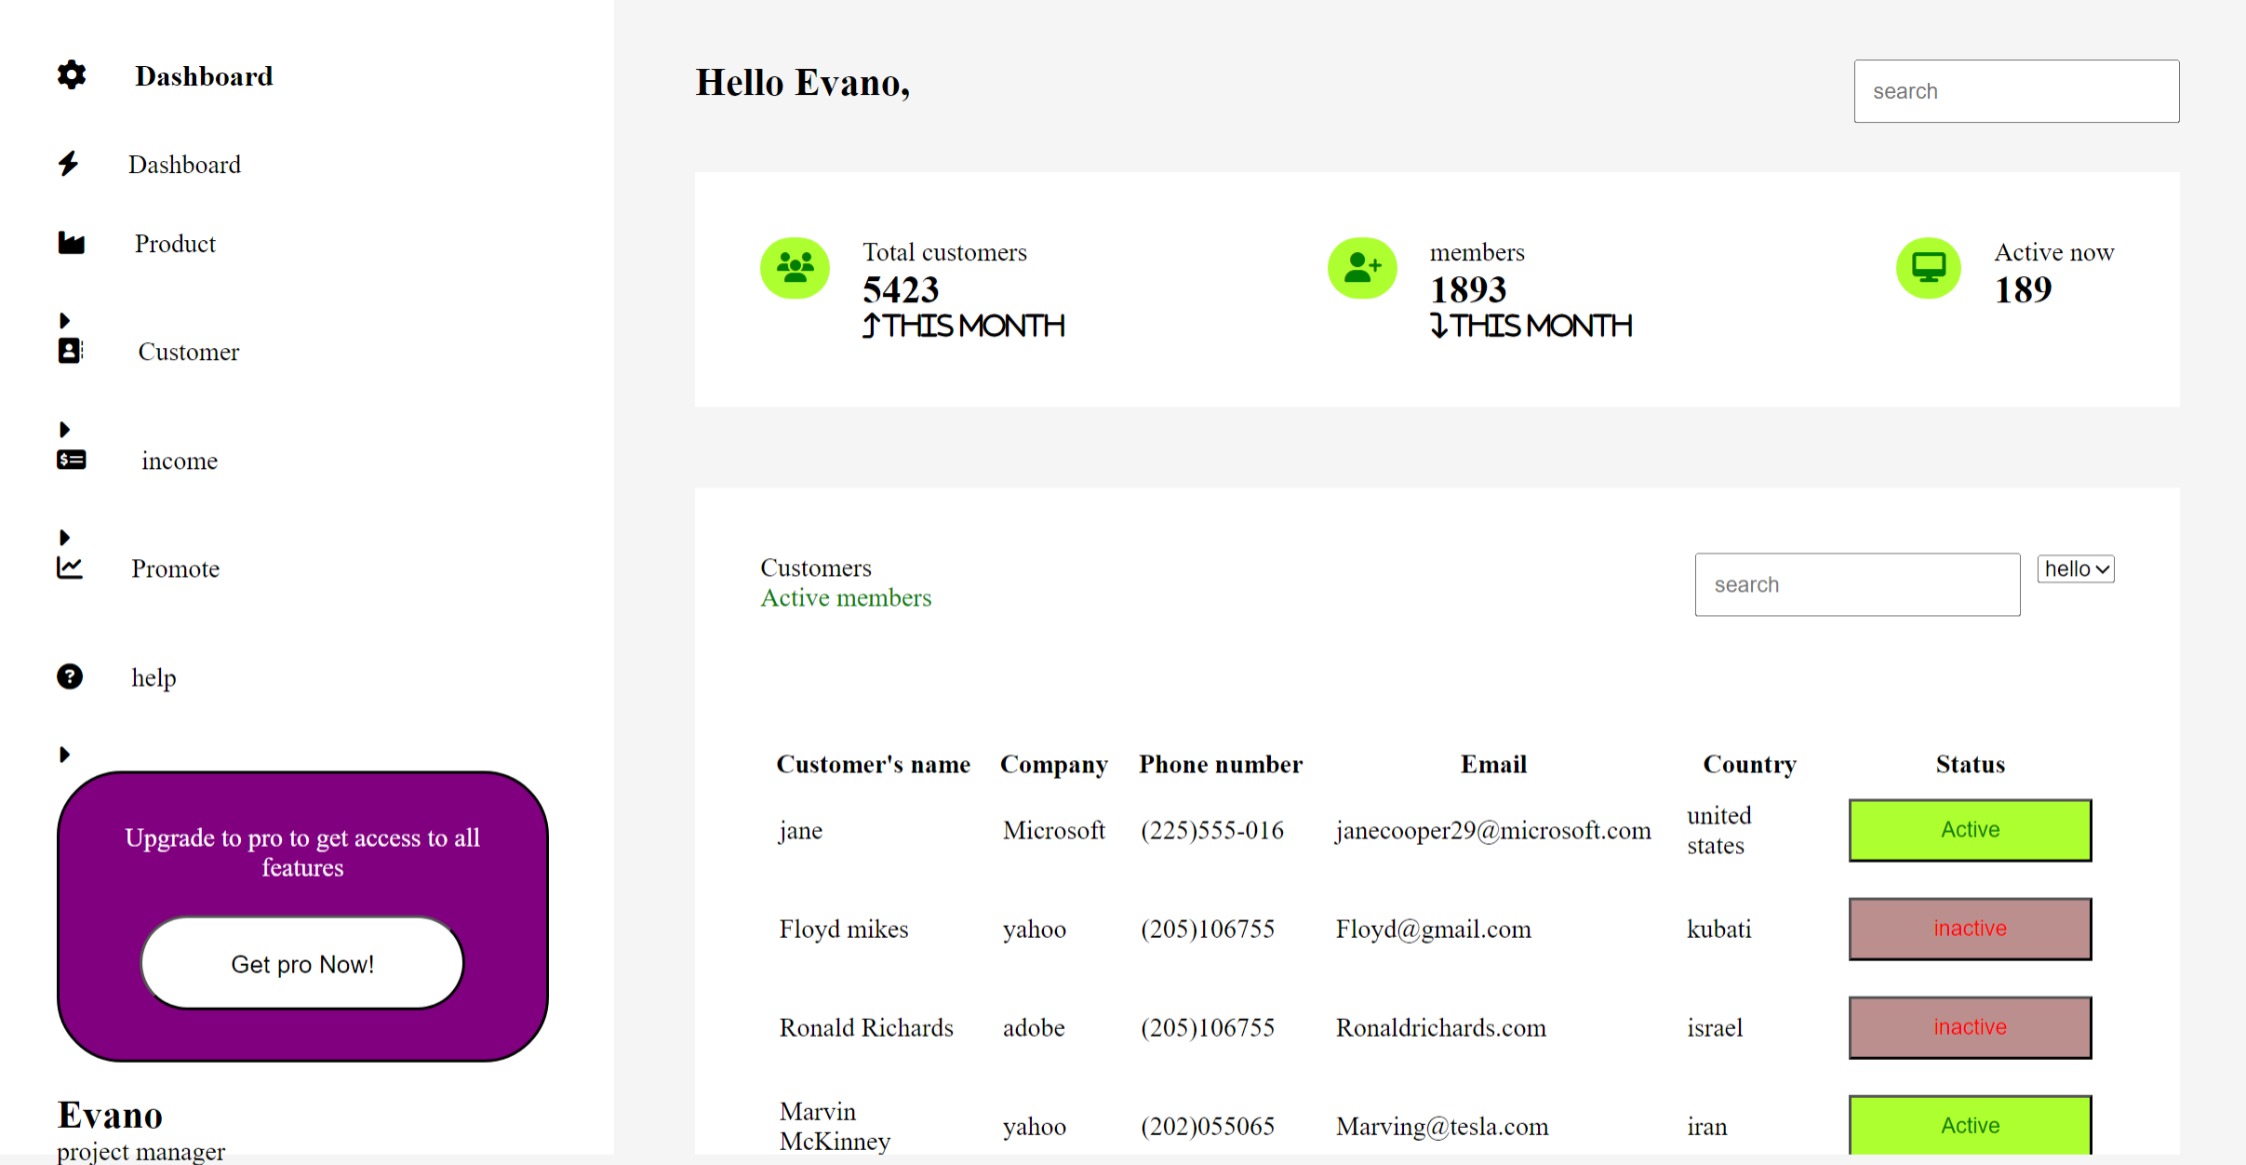 Dashboard
Dashboard
Product
Customer
income
Promote
help
Upgrade to pro to get access to all
features
Get pro Now!
Evano
project manager
Hello Evano,
search
Total customers
5423
⤴THIS MONTH
members
1893
⤵THIS MONTH
Active now
189
Customers
Active members
search
hello
Customer's name Company Phone number Email Country Status
jane Microsoft (225)555-016 janecooper29@microsoft.com united states Active
Floyd mikes yahoo (205)106755 Floyd@gmail.com kubati inactive
Ronald Richards adobe (205)106755 Ronaldrichards.com israel inactive
Marvin McKinney yahoo (202)055065 Marving@tesla.com iran Active